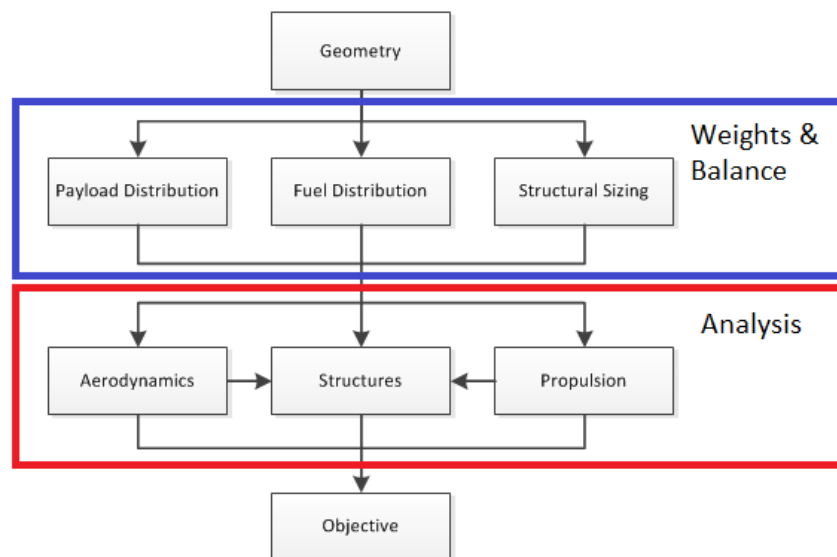 Geometry
Weights &
Balance
Payload Distribution
Fuel Distribution
Structural Sizing
Analysis
Aerodynamics
Structures
Propulsion
Objective